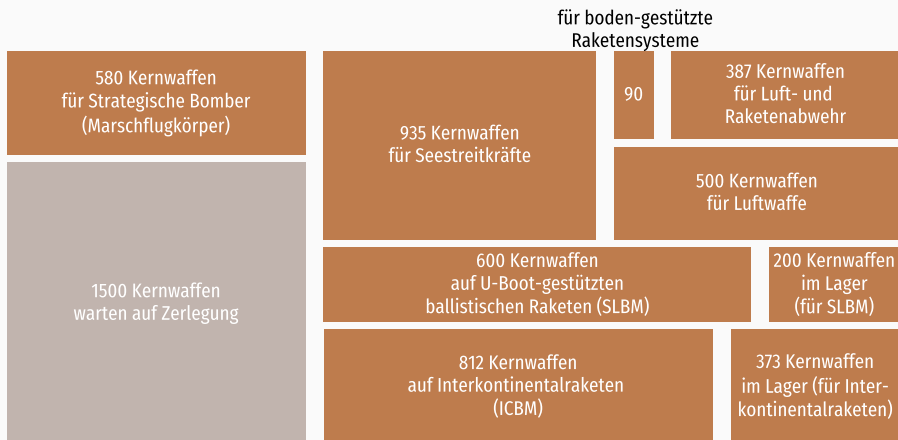 für boden-gestützte
Raketensysteme
580 Kernwaffen
für Strategische Bomber
(Marschflugkörper)
935 Kernwaffen
für Seestreitkräfte
90
387 Kernwaffen
für Luft- und
Raketenabwehr
500 Kernwaffen
für Luftwaffe
1500 Kernwaffen
warten auf Zerlegung
600 Kernwaffen
auf U-Boot-gestützten
ballistischen Raketen (SLBM)
200 Kernwaffen
im Lager
(für SLBM)
812 Kernwaffen
auf Interkontinentalraketen
(ICBM)
373 Kernwaffen
im Lager (für Inter-
kontinentalraketen)